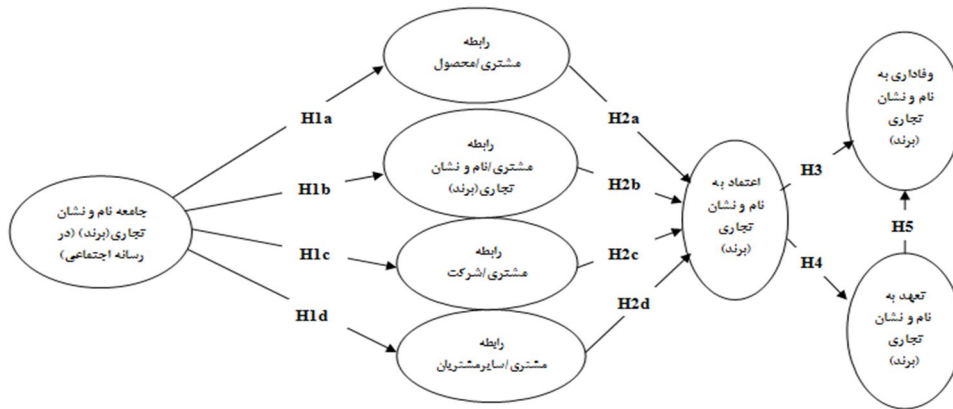 رابطه
مشتری/محصول
H1a
H2a
رابطه
مشتری/نام و نشان
تجاری(برند)
H1b
H2b
جامعه نام و نشان
تجاری(برند) (در
رسانه اجتماعی)
رابطه
مشتری/شرکت
H1c
H2c
رابطه
مشتری/سایرمشتریان
H1d
H2d
اعتماد به
نام و نشان
تجاری
(برند)
H3
H4
وفاداری به
نام و نشان
تجاری
(برند)
H5
تعهد به
نام و نشان
تجاری
(برند)